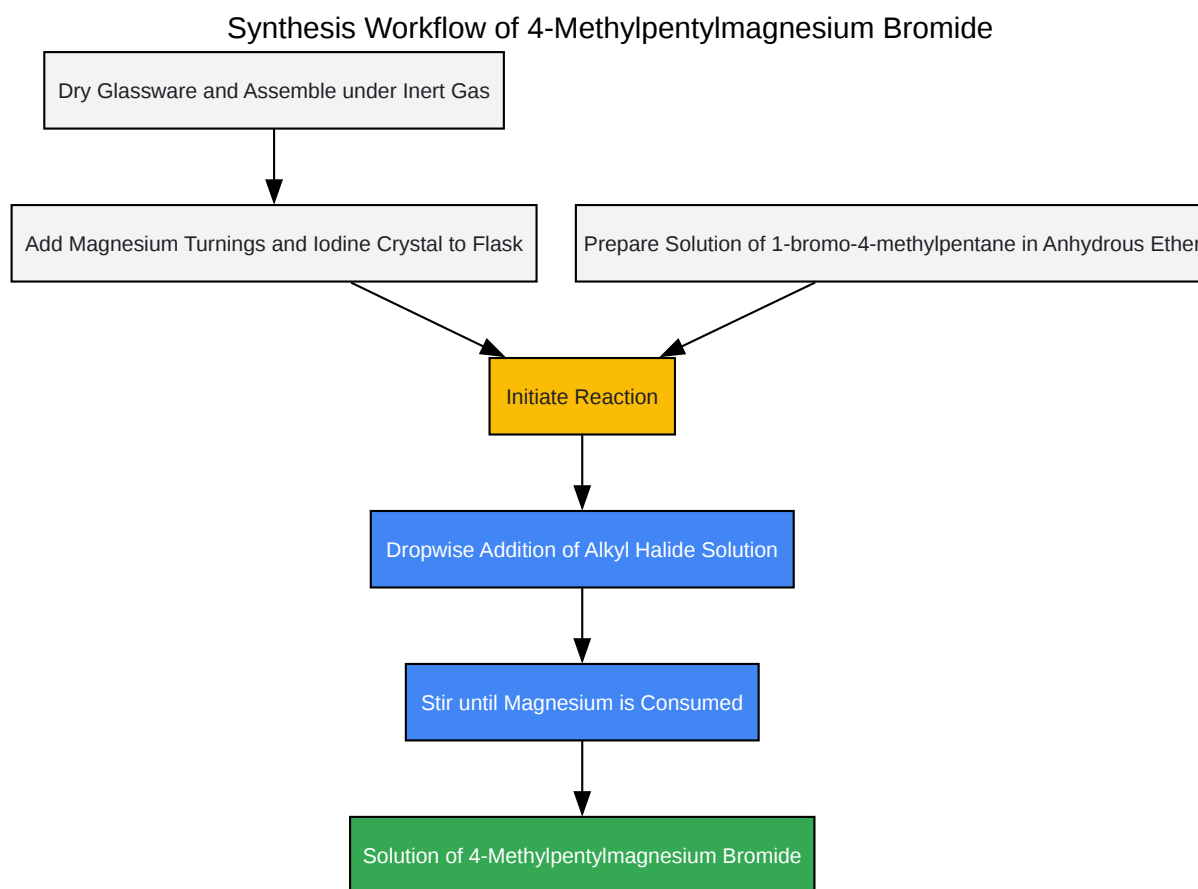 Synthesis Workflow of 4-Methylpentylmagnesium Bromide
Dry Glassware and Assemble under Inert Gas
Add Magnesium Turnings and Iodine Crystal to Flask
Prepare Solution of 1-bromo-4-methylpentane in Anhydrous Ether
Initiate Reaction
Dropwise Addition of Alkyl Halide Solution
Stir until Magnesium is Consumed
Solution of 4-Methylpentylmagnesium Bromide